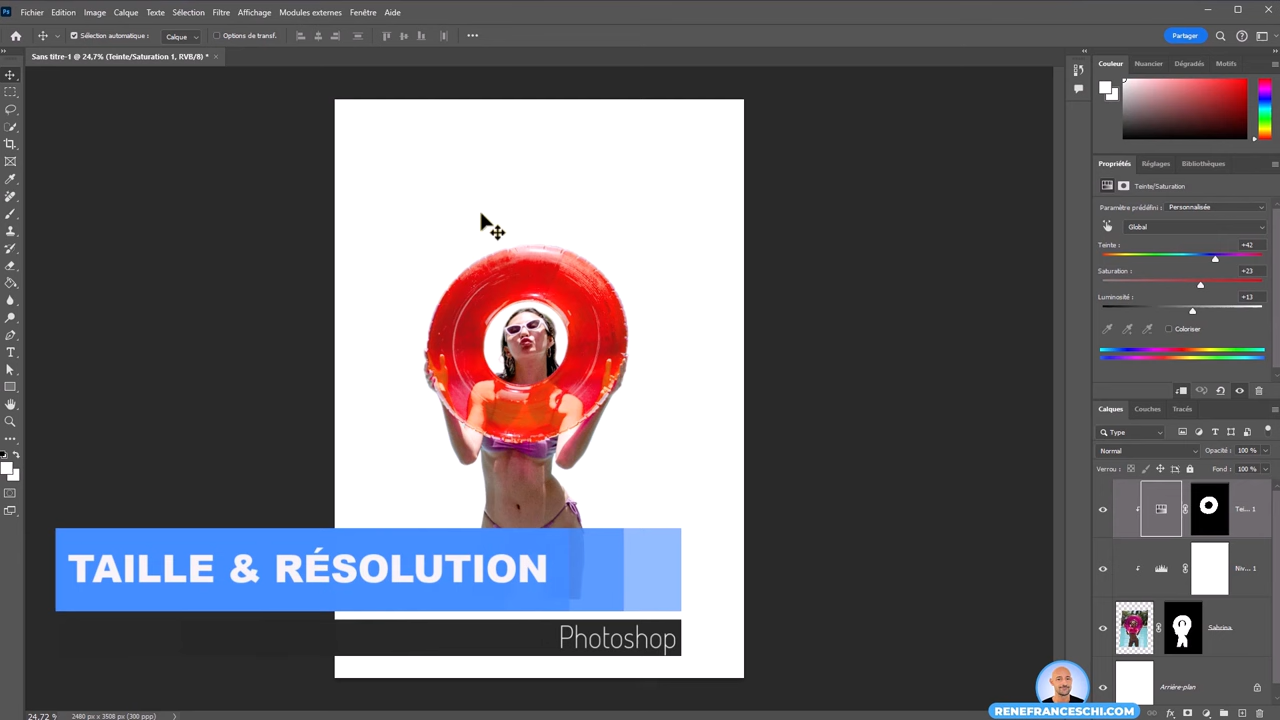 Ps Fichier Edition Image Calque Texte Sélection Filtre Affichage Modules externes Fenêtre Aide
Sélection automatique : Calque Options de transf. Partager
Sans titre-1 @ 24,7% (Teinte/Saturation 1, RVB/8) *
Couleur Nuancier Dégradés Motifs
Propriétés Réglages Bibliothèques
Teinte/Saturation
Paramètre prédéfini : Personnalisée
Global
Teinte : +42
Saturation : +23
Luminosité : +13
Coloriser
Calques Couches Tracés
Type
Normal Opacité : 100 %
Verrou : Fond : 100 %
Tei... 1
Niv... 1
Sabrina
Arrière-plan
TAILLE & RÉSOLUTION
Photoshop
24,72 % 2480 px x 3508 px (300 ppp)
RENEFRANCESCHI.COM